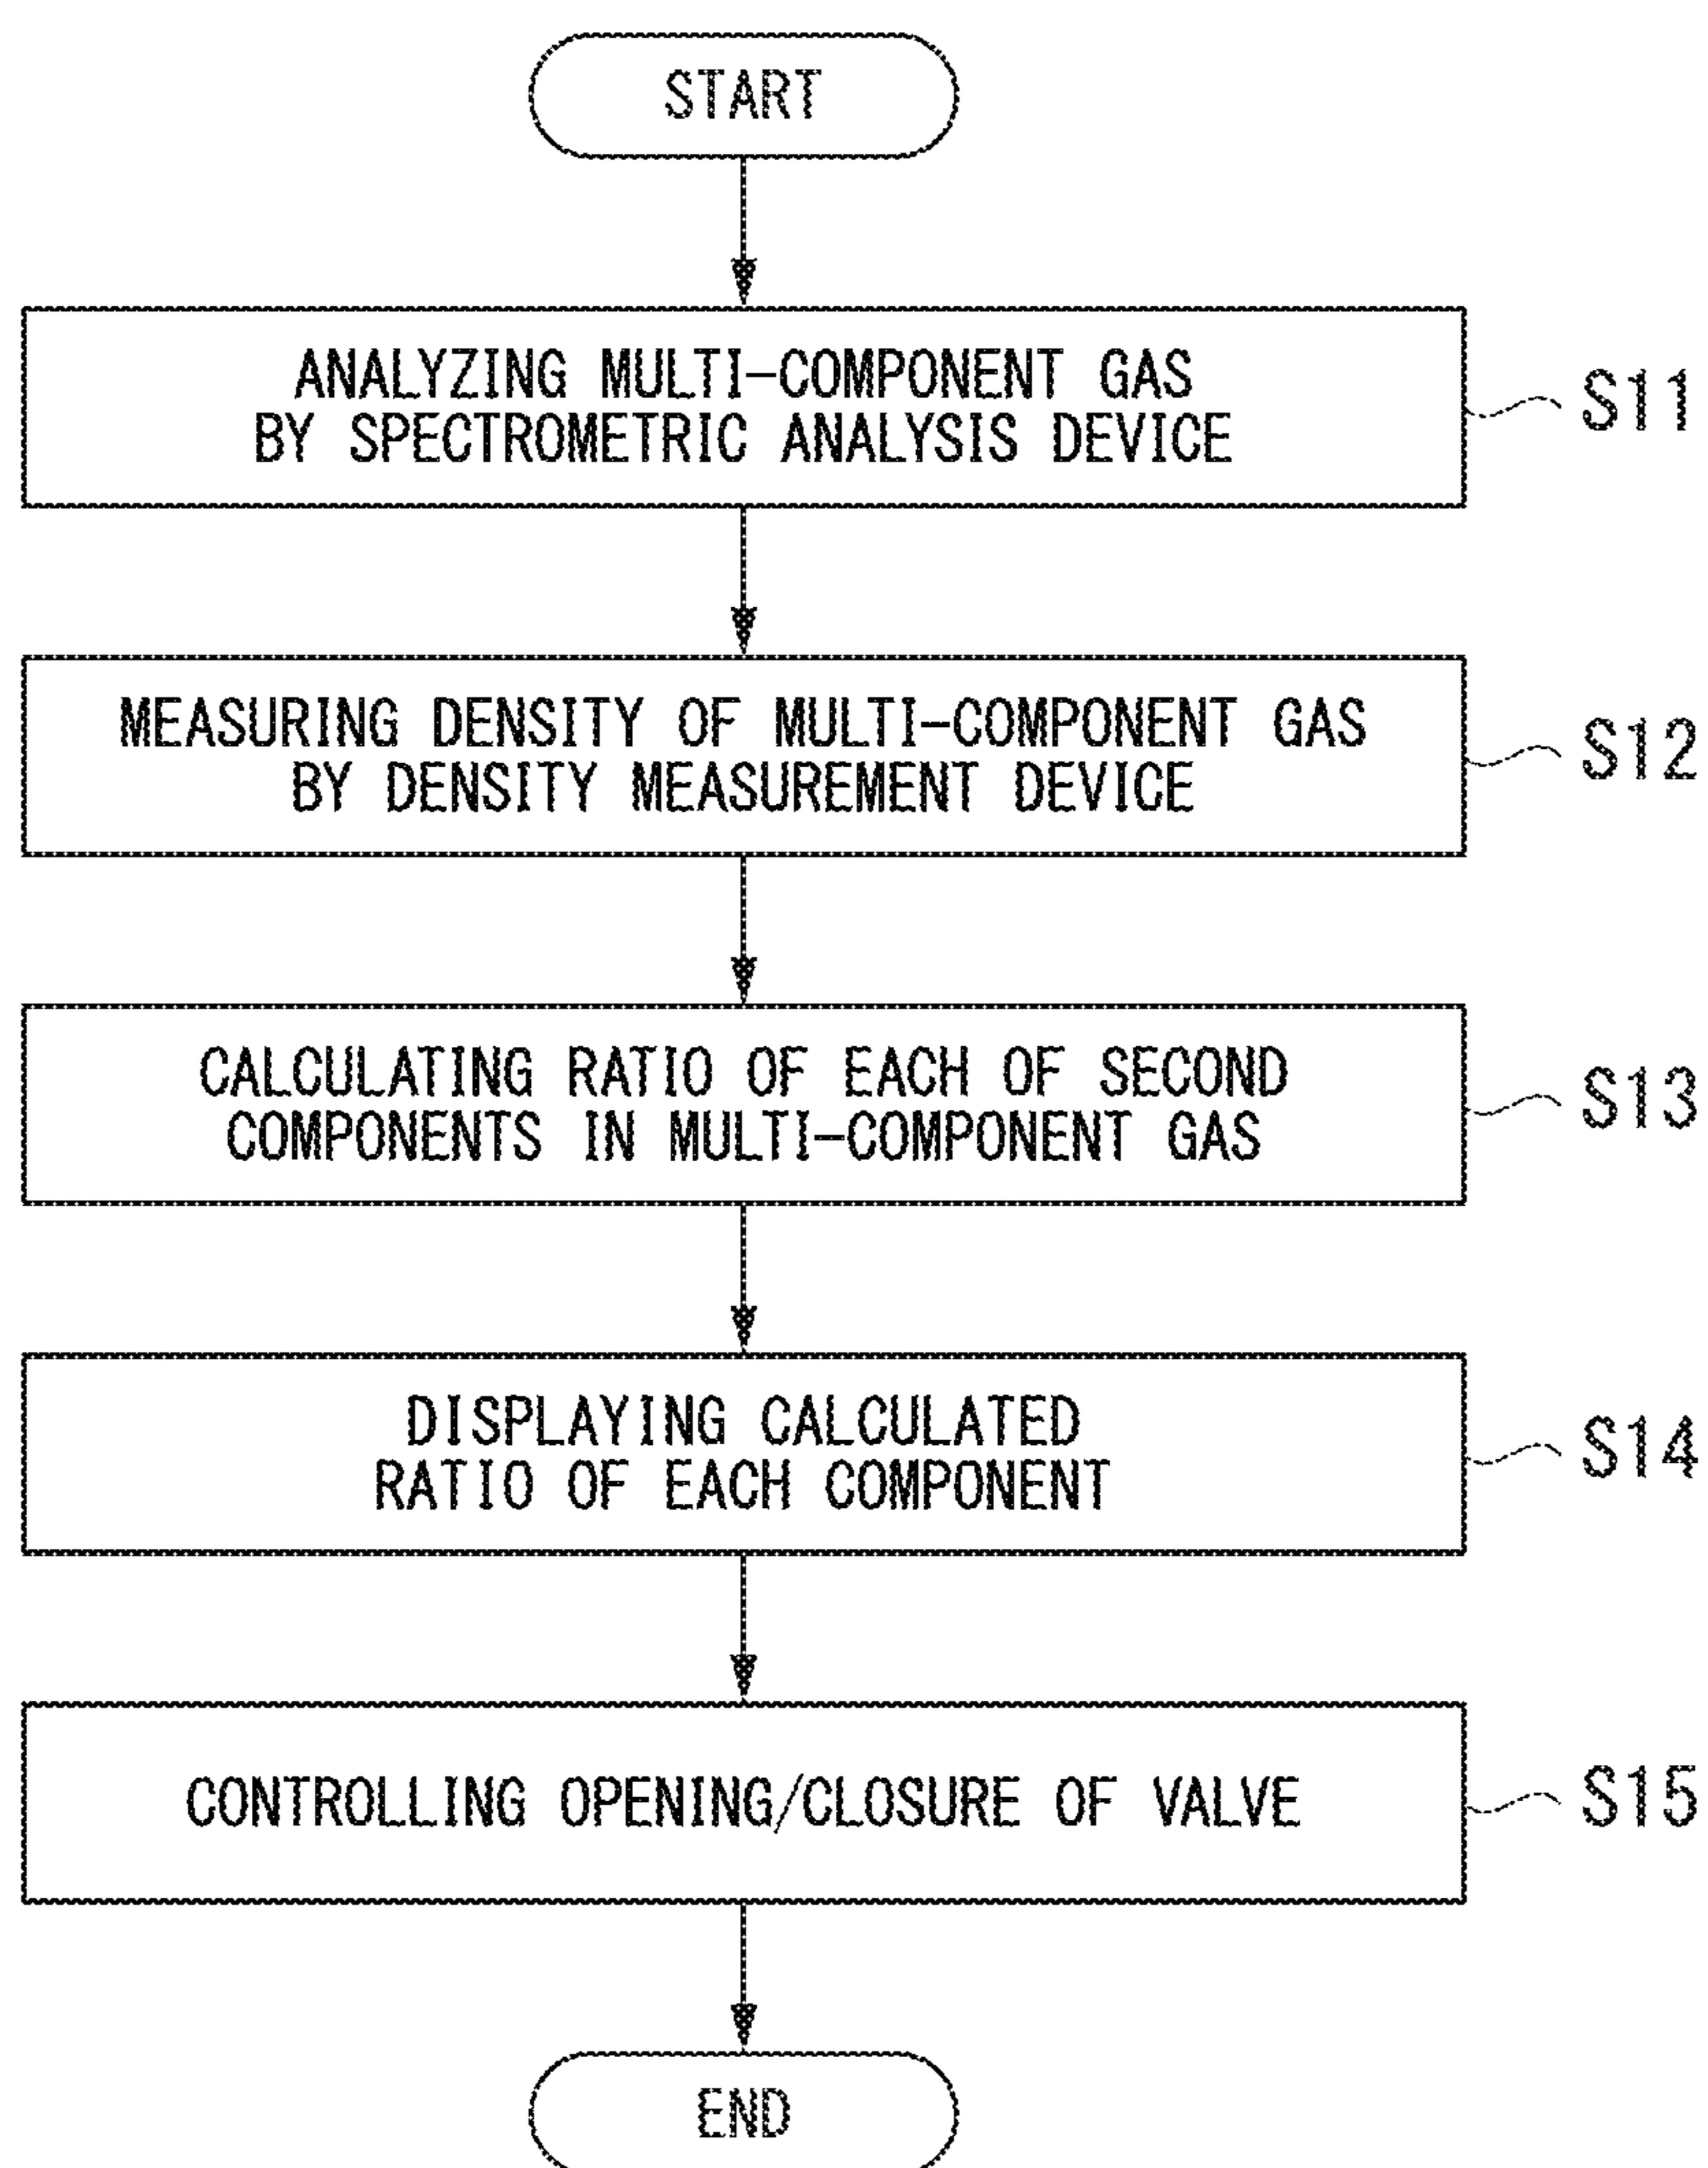 START
ANALYZING MULTI-COMPONENT GAS
BY SPECTROMETRIC ANALYSIS DEVICE
S11
MEASURING DENSITY OF MULTI-COMPONENT GAS
BY DENSITY MEASUREMENT DEVICE
S12
CALCULATING RATIO OF EACH OF SECOND
COMPONENTS IN MULTI-COMPONENT GAS
S13
DISPLAYING CALCULATED
RATIO OF EACH COMPONENT
S14
CONTROLLING OPENING/CLOSURE OF VALVE
S15
END